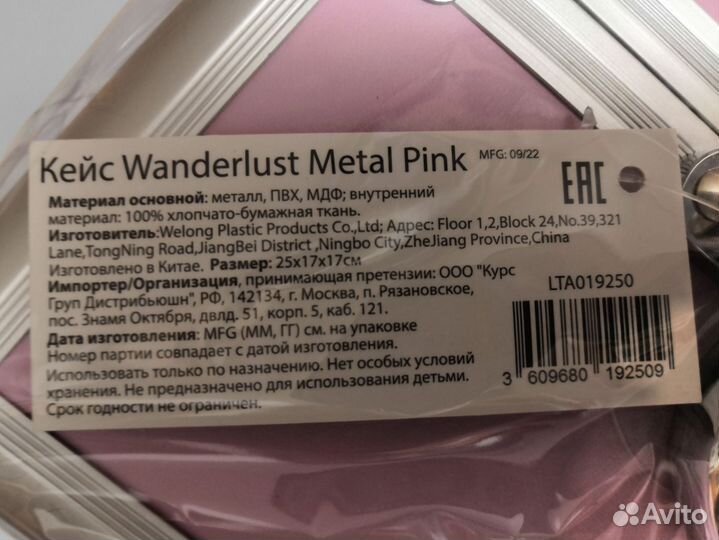 Кейс Wanderlust Metal Pink MFG: 09/22
Материал основной: металл, ПВХ, МДФ; внутренний
материал: 100% хлопчато-бумажная ткань.
Изготовитель:Welong Plastic Products Co.,Ltd; Адрес: Floor 1,2,Block 24,No.39,321
Lane,TongNing Road,JiangBei District ,Ningbo City,ZheJiang Province,China
Изготовлено в Китае. Размер: 25х17х17см
Импортер/Организация, принимающая претензии: ООО "Курс
Груп Дистрибьюшн", РФ, 142134, г. Москва, п. Рязановское,
пос. Знамя Октября, двлд. 51, корп. 5, каб. 121.
Дата изготовления: MFG (ММ, ГГ) см. на упаковке
Номер партии совпадает с датой изготовления.
Использовать только по назначению. Нет особых условий
хранения. Не предназначено для использования детьми.
Срок годности не ограничен.
EAC
LTA019250
3 609680 192509
Avito